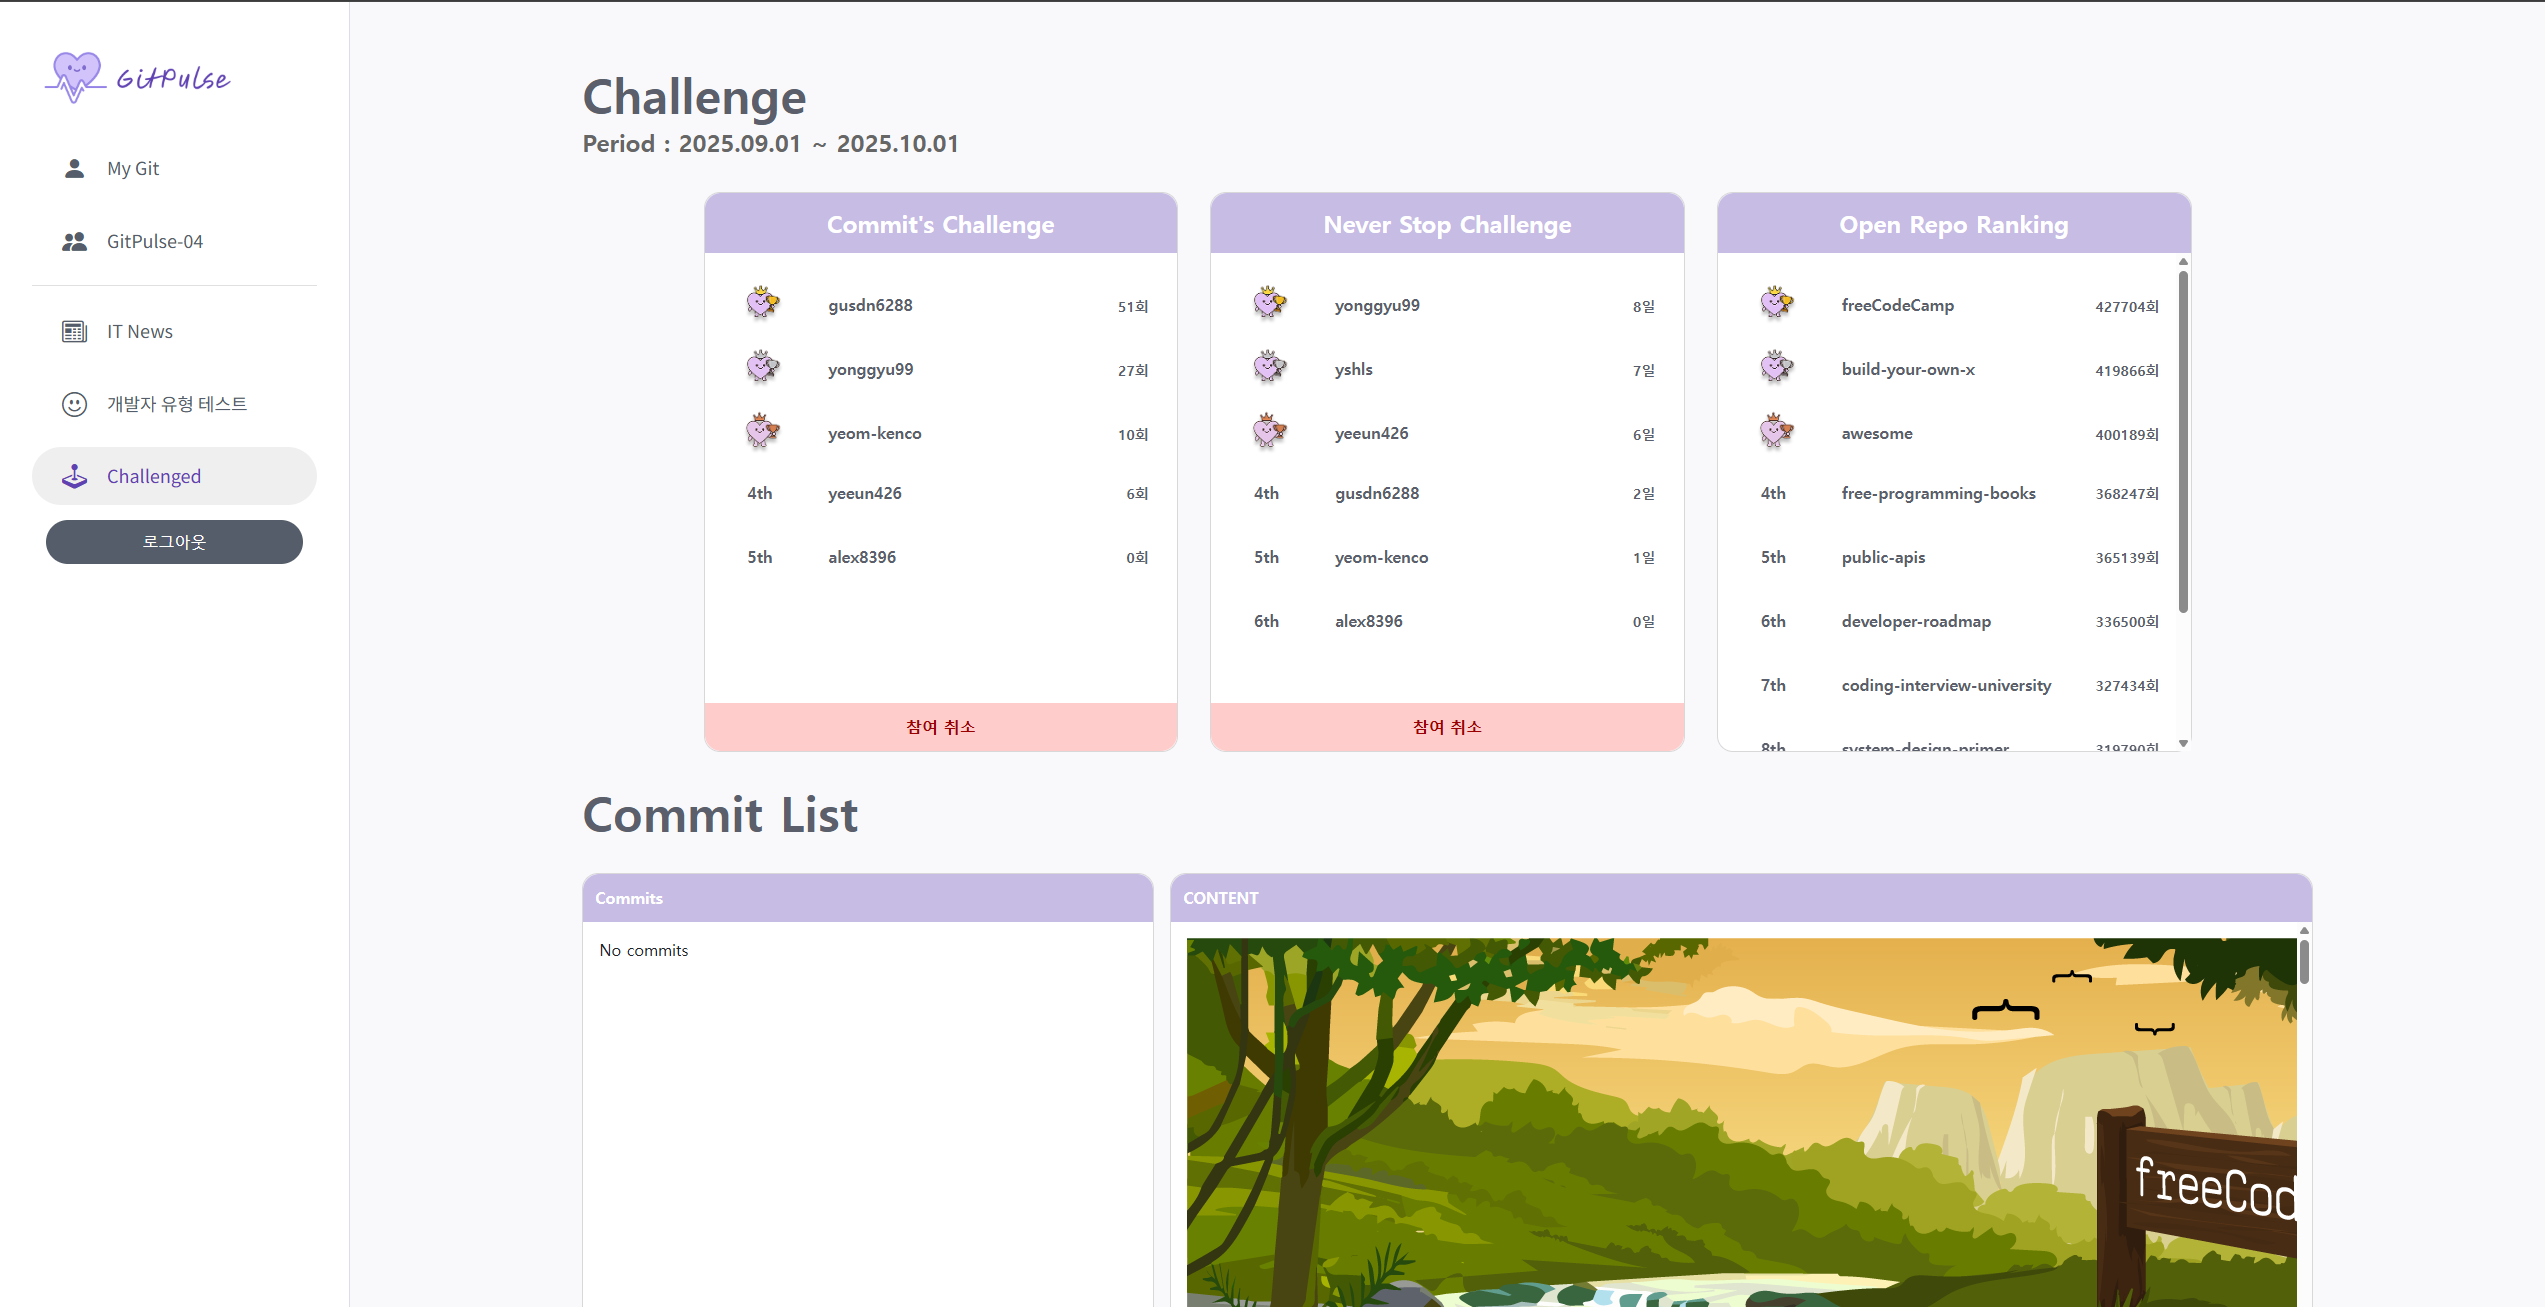 GitPulse
My Git
GitPulse-04
IT News
개발자 유형 테스트
Challenged
로그아웃
Challenge
Period : 2025.09.01 ~ 2025.10.01
Commit's Challenge
gusdn6288 51회
yonggyu99 27회
yeom-kenco 10회
4th yeeun426 6회
5th alex8396 0회
참여 취소
Never Stop Challenge
yonggyu99 8일
yshls 7일
yeeun426 6일
4th gusdn6288 2일
5th yeom-kenco 1일
6th alex8396 0일
참여 취소
Open Repo Ranking
freeCodeCamp 427704회
build-your-own-x 419866회
awesome 400189회
4th free-programming-books 368247회
5th public-apis 365139회
6th developer-roadmap 336500회
7th coding-interview-university 327434회
8th system-design-primer 319790회
Commit List
Commits
No commits
CONTENT
freeCod